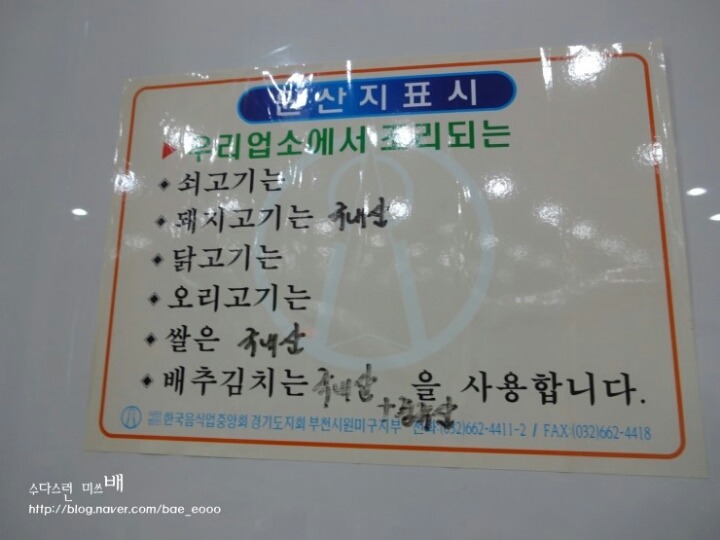 원산지표시
▶우리업소에서 조리되는
◆쇠고기는
◆돼지고기는 국내산
◆닭고기는
◆오리고기는
◆쌀은 국내산
◆배추김치는 국내산 을 사용합니다.
+중국산
한국음식업중앙회 경기도지회 부천시원미구지부 전화:(032)662-4411-2 / FAX:(032)662-4418
수다스런 미쓰배
http://blog.naver.com/bae_eooo